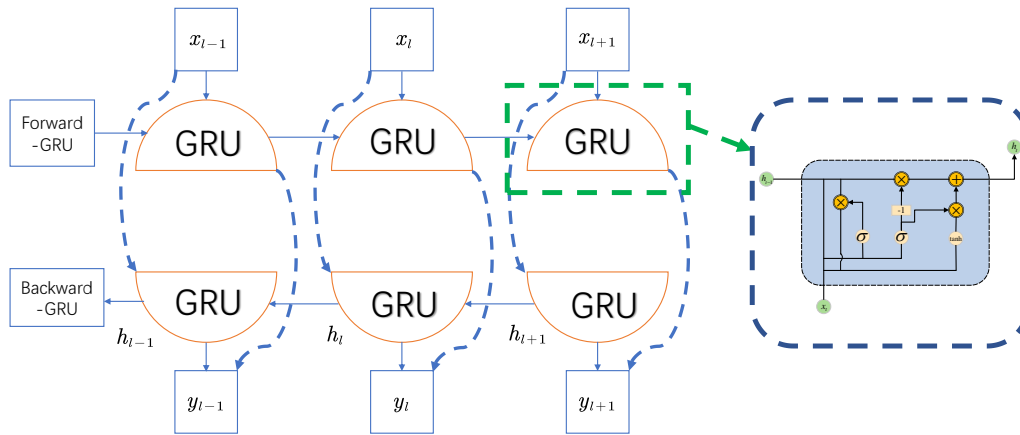 x_{l-1}
x_l
x_{l+1}
Forward
-GRU
GRU
GRU
GRU
Backward
-GRU
GRU
GRU
GRU
h_{l-1}
h_l
h_{l+1}
y_{l-1}
y_l
y_{l+1}
×
+
×
-1
×
σ
σ
tanh